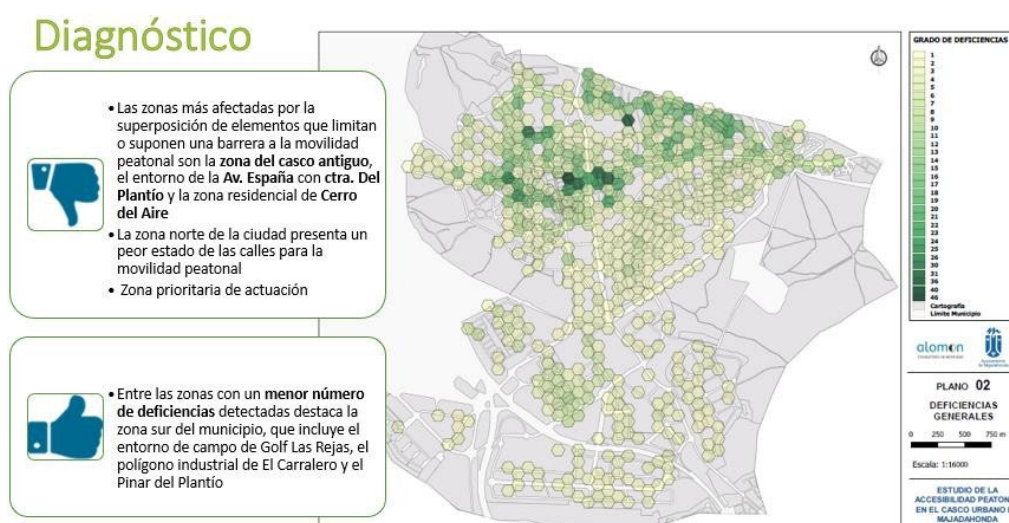 Diagnóstico
• Las zonas más afectadas por la
superposición de elementos que limitan
o suponen una barrera a la movilidad
peatonal son la zona del casco antiguo,
el entorno de la Av. España con ctra. Del
Plantío y la zona residencial de Cerro
del Aire
• La zona norte de la ciudad presenta un
peor estado de las calles para la
movilidad peatonal
• Zona prioritaria de actuación
• Entre las zonas con un menor número
de deficiencias detectadas destaca la
zona sur del municipio, que incluye el
entorno de campo de Golf Las Rejas, el
polígono industrial de El Carralero y el
Pinar del Plantío
GRADO DE DEFICIENCIAS
1
2
3
4
5
6
7
8
9
10
11
12
13
14
15
16
17
18
19
20
21
22
23
24
25
26
30
31
36
40
46
Cartografía
Límite Municipio
alomon
PLANO 02
DEFICIENCIAS
GENERALES
0 250 500 750 m
Escala: 1:16000
ESTUDIO DE LA
ACCESIBILIDAD PEATON
EN EL CASCO URBANO
MAJADAHONDA